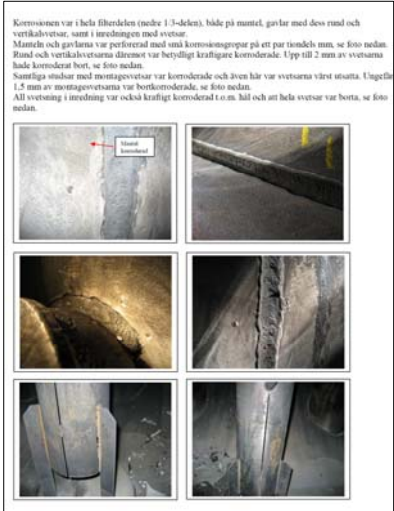 Korrosionen var i hela filterdelen (nedre 1/3-delen), både på mantel, gavlar med dess rund och
vertikalsvetsar, samt i inredningen med svetsar.
Manteln och gavlarna var perforerad med små korrosionsgropar på ett par tiondels mm, se foto nedan.
Rund och vertikalsvetsarna däremot var betydligt kraftigare korroderade. Upp till 2 mm av svetsarna
hade korroderat bort, se foto nedan.
Samtliga studsar med montagesvetsar var korroderade och även här var svetsarna värst utsatta. Ungefär
1,5 mm av montagesvetsarna var bortkorroderade, se foto nedan.
All svetsning i inredning var också kraftigt korroderad t.o.m. hål och att hela svetsar var borta, se foto
nedan.
Mantel
korroderad